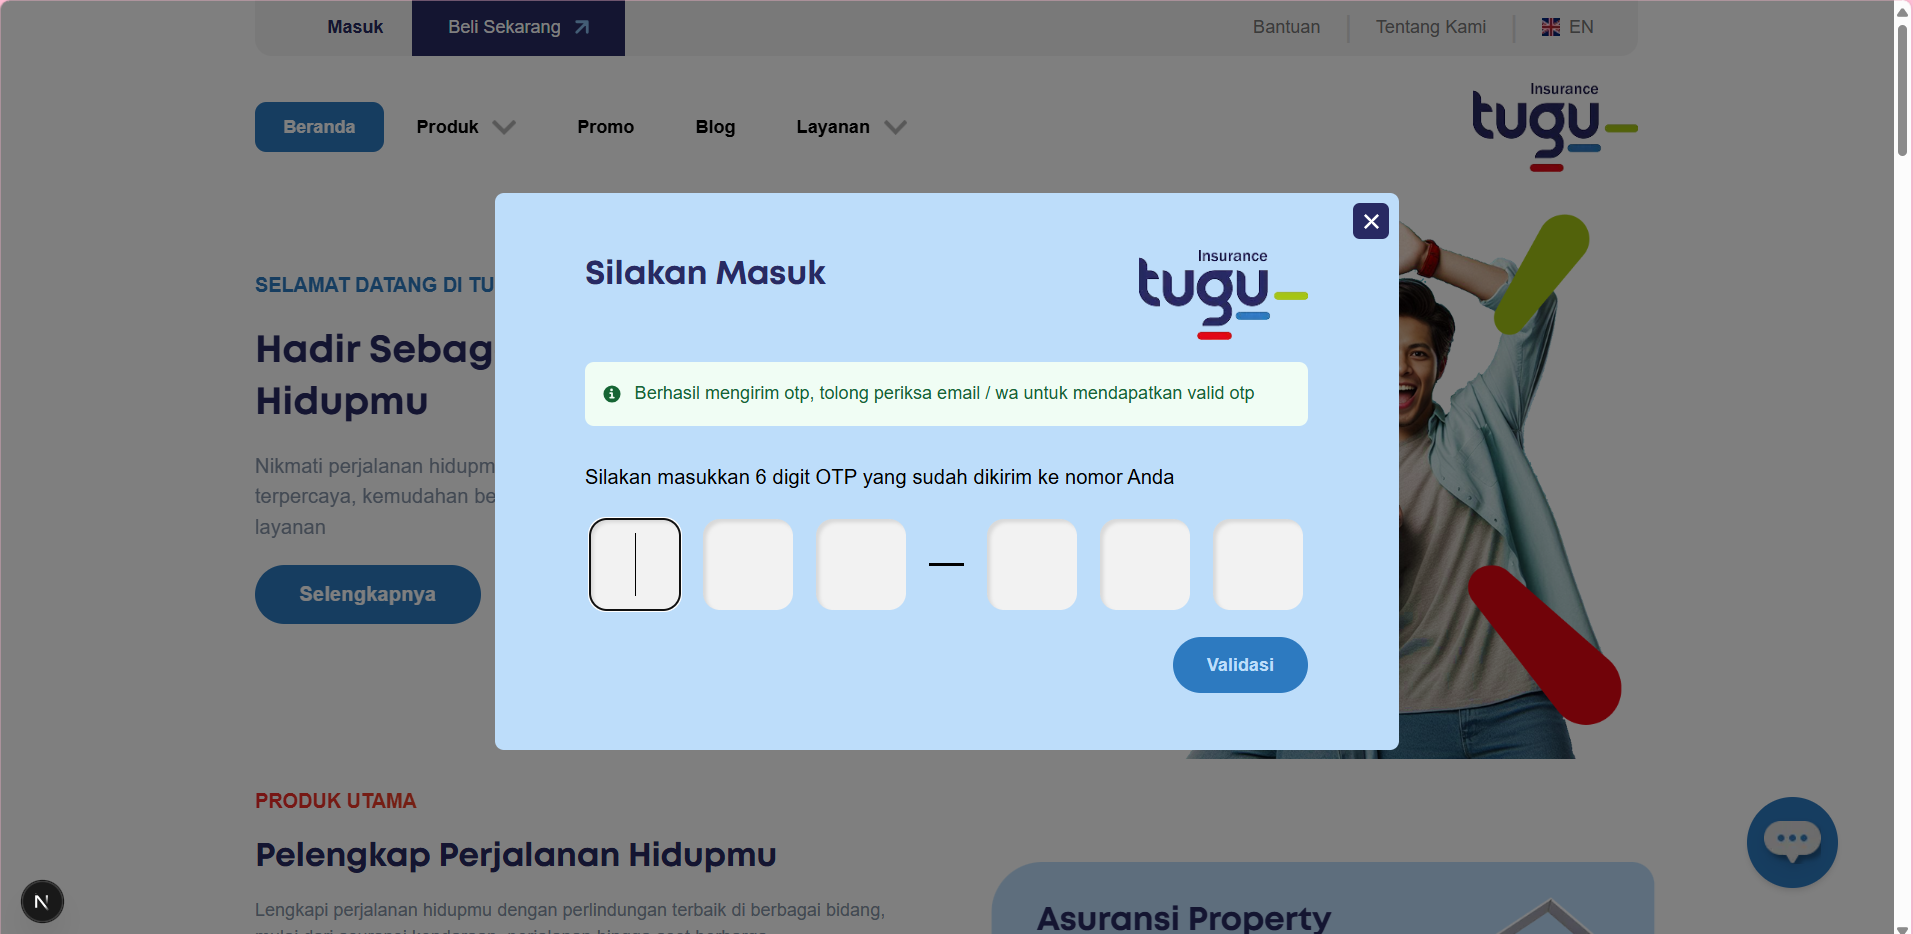 Masuk
Beli Sekarang
Bantuan
Tentang Kami
EN
Beranda
Produk
Promo
Blog
Layanan
Insurance
tugu
SELAMAT DATANG DI TU
Hadir Sebag
Hidupmu
Nikmati perjalanan hidupm
terpercaya, kemudahan be
layanan
Selengkapnya
Silakan Masuk
Insurance
tugu
Berhasil mengirim otp, tolong periksa email / wa untuk mendapatkan valid otp
Silakan masukkan 6 digit OTP yang sudah dikirim ke nomor Anda
Validasi
PRODUK UTAMA
Pelengkap Perjalanan Hidupmu
Lengkapi perjalanan hidupmu dengan perlindungan terbaik di berbagai bidang,
Asuransi Property
N